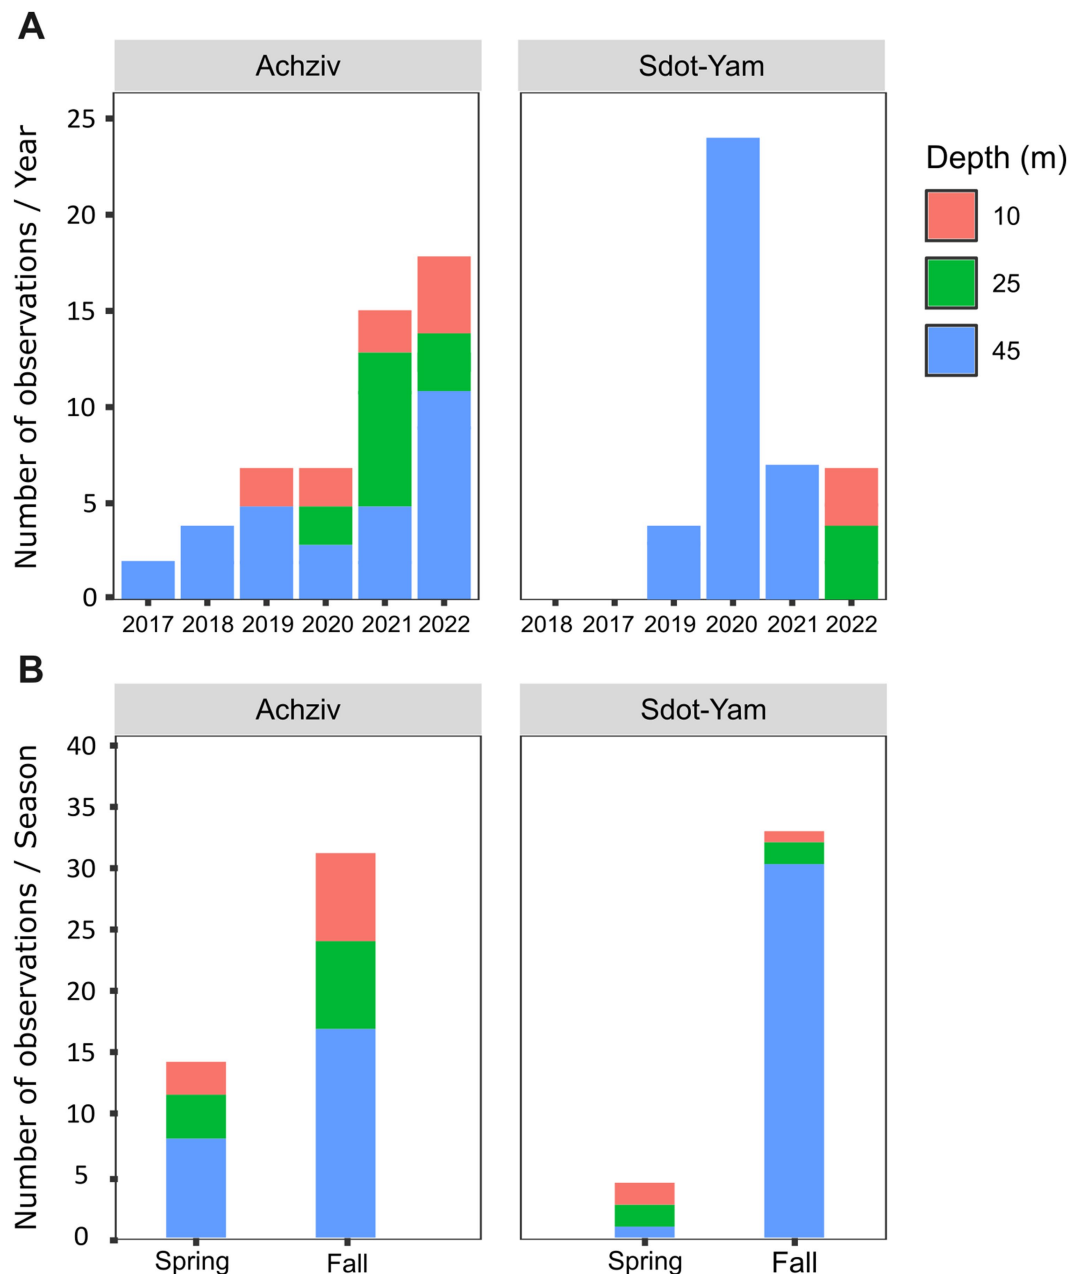 A
Achziv
Sdot-Yam
Number of observations / Year
25
20
15
10
5
0
2017 2018 2019 2020 2021 2022
2018 2017 2019 2020 2021 2022
Depth (m)
10
25
45
B
Achziv
Sdot-Yam
Number of observations / Season
40
35
30
25
20
15
10
5
0
Spring Fall
Spring Fall